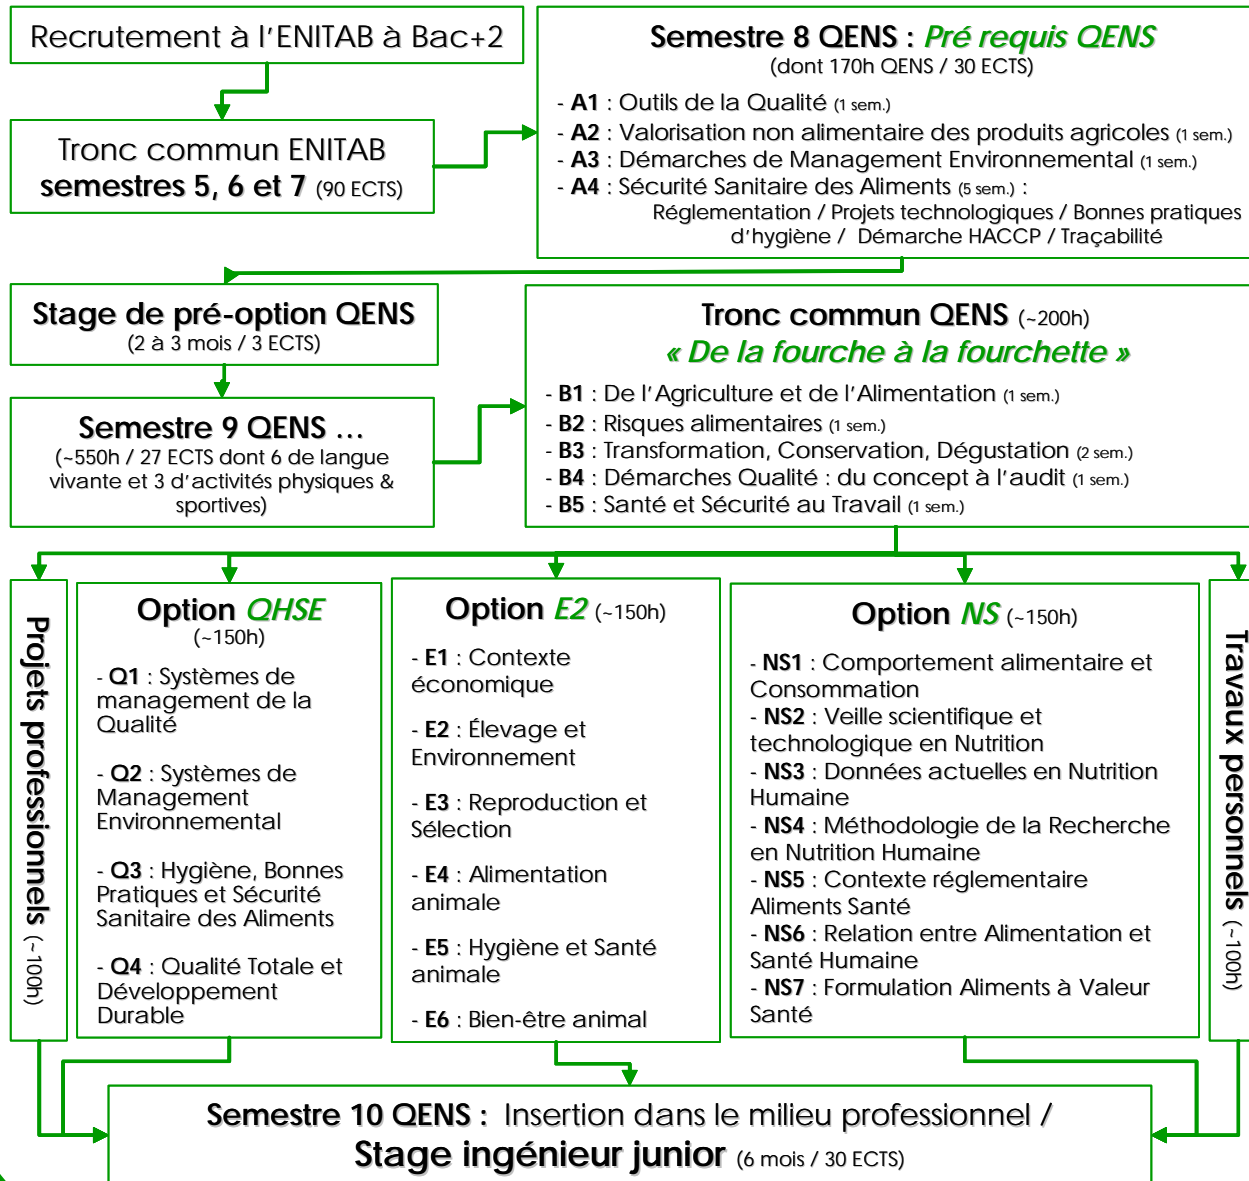 Recrutement à l'ENITAB à Bac+2
Tronc commun ENITAB
semestres 5, 6 et 7 (90 ECTS)
Semestre 8 QENS : Pré requis QENS
(dont 170h QENS / 30 ECTS)
- A1 : Outils de la Qualité (1 sem.)
- A2 : Valorisation non alimentaire des produits agricoles (1 sem.)
- A3 : Démarches de Management Environnemental (1 sem.)
- A4 : Sécurité Sanitaire des Aliments (5 sem.) :
Réglementation / Projets technologiques / Bonnes pratiques
d'hygiène / Démarche HACCP / Traçabilité
Stage de pré-option QENS
(2 à 3 mois / 3 ECTS)
Semestre 9 QENS ...
(~550h / 27 ECTS dont 6 de langue
vivante et 3 d'activités physiques &
sportives)
Tronc commun QENS (~200h)
« De la fourche à la fourchette »
- B1 : De l'Agriculture et de l'Alimentation (1 sem.)
- B2 : Risques alimentaires (1 sem.)
- B3 : Transformation, Conservation, Dégustation (2 sem.)
- B4 : Démarches Qualité : du concept à l'audit (1 sem.)
- B5 : Santé et Sécurité au Travail (1 sem.)
Projets professionnels (~100h)
Option QHSE
(~150h)
- Q1 : Systèmes de
management de la
Qualité
- Q2 : Systèmes de
Management
Environnemental
- Q3 : Hygiène, Bonnes
Pratiques et Sécurité
Sanitaire des Aliments
- Q4 : Qualité Totale et
Développement
Durable
Option E2 (~150h)
- E1 : Contexte
économique
- E2 : Élevage et
Environnement
- E3 : Reproduction et
Sélection
- E4 : Alimentation
animale
- E5 : Hygiène et Santé
animale
- E6 : Bien-être animal
Option NS (~150h)
- NS1 : Comportement alimentaire et
Consommation
- NS2 : Veille scientifique et
technologique en Nutrition
- NS3 : Données actuelles en Nutrition
Humaine
- NS4 : Méthodologie de la Recherche
en Nutrition Humaine
- NS5 : Contexte réglementaire
Aliments Santé
- NS6 : Relation entre Alimentation et
Santé Humaine
- NS7 : Formulation Aliments à Valeur
Santé
Travaux personnels (~100h)
Semestre 10 QENS : Insertion dans le milieu professionnel /
Stage ingénieur junior (6 mois / 30 ECTS)